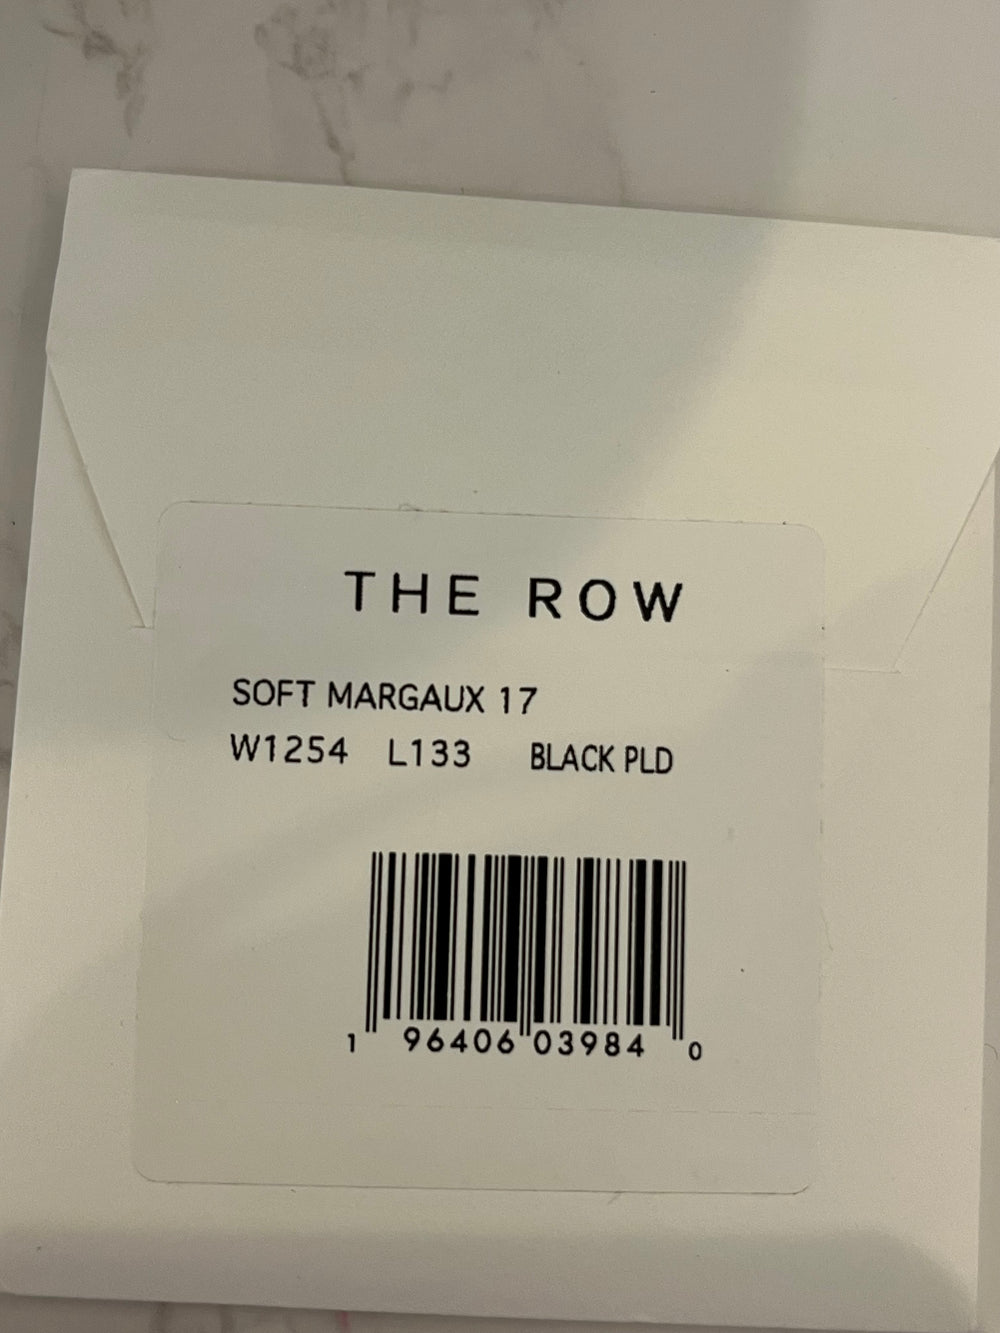 THE ROW
SOFT MARGAUX 17
W1254 L133 BLACK PLD
1 96406 03984 0